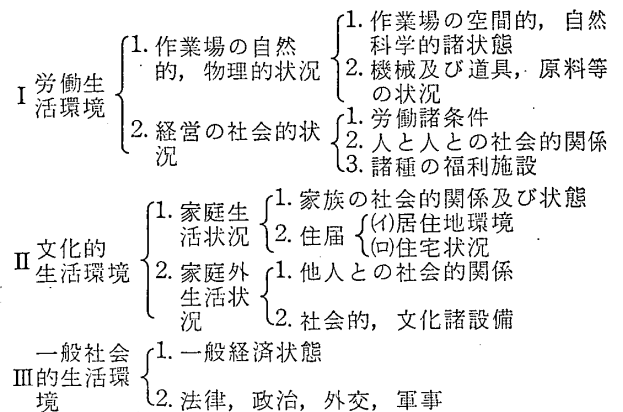 I 労働生活環境
1. 作業場の自然的，物理的状況
1. 作業場の空間的，自然科学的諸状態
2. 機械及び道具，原料等の状況
2. 経営の社会的状況
1. 労働諸条件
2. 人と人との社会的関係
3. 諸種の福利施設
II 文化的生活環境
1. 家庭生活状況
1. 家族の社会的関係及び状態
2. 住届
(イ)居住地環境
(ロ)住宅状況
2. 家庭外生活状況
1. 他人との社会的関係
2. 社会的，文化諸設備
III 一般社会的生活環境
1. 一般経済状態
2. 法律，政治，外交，軍事